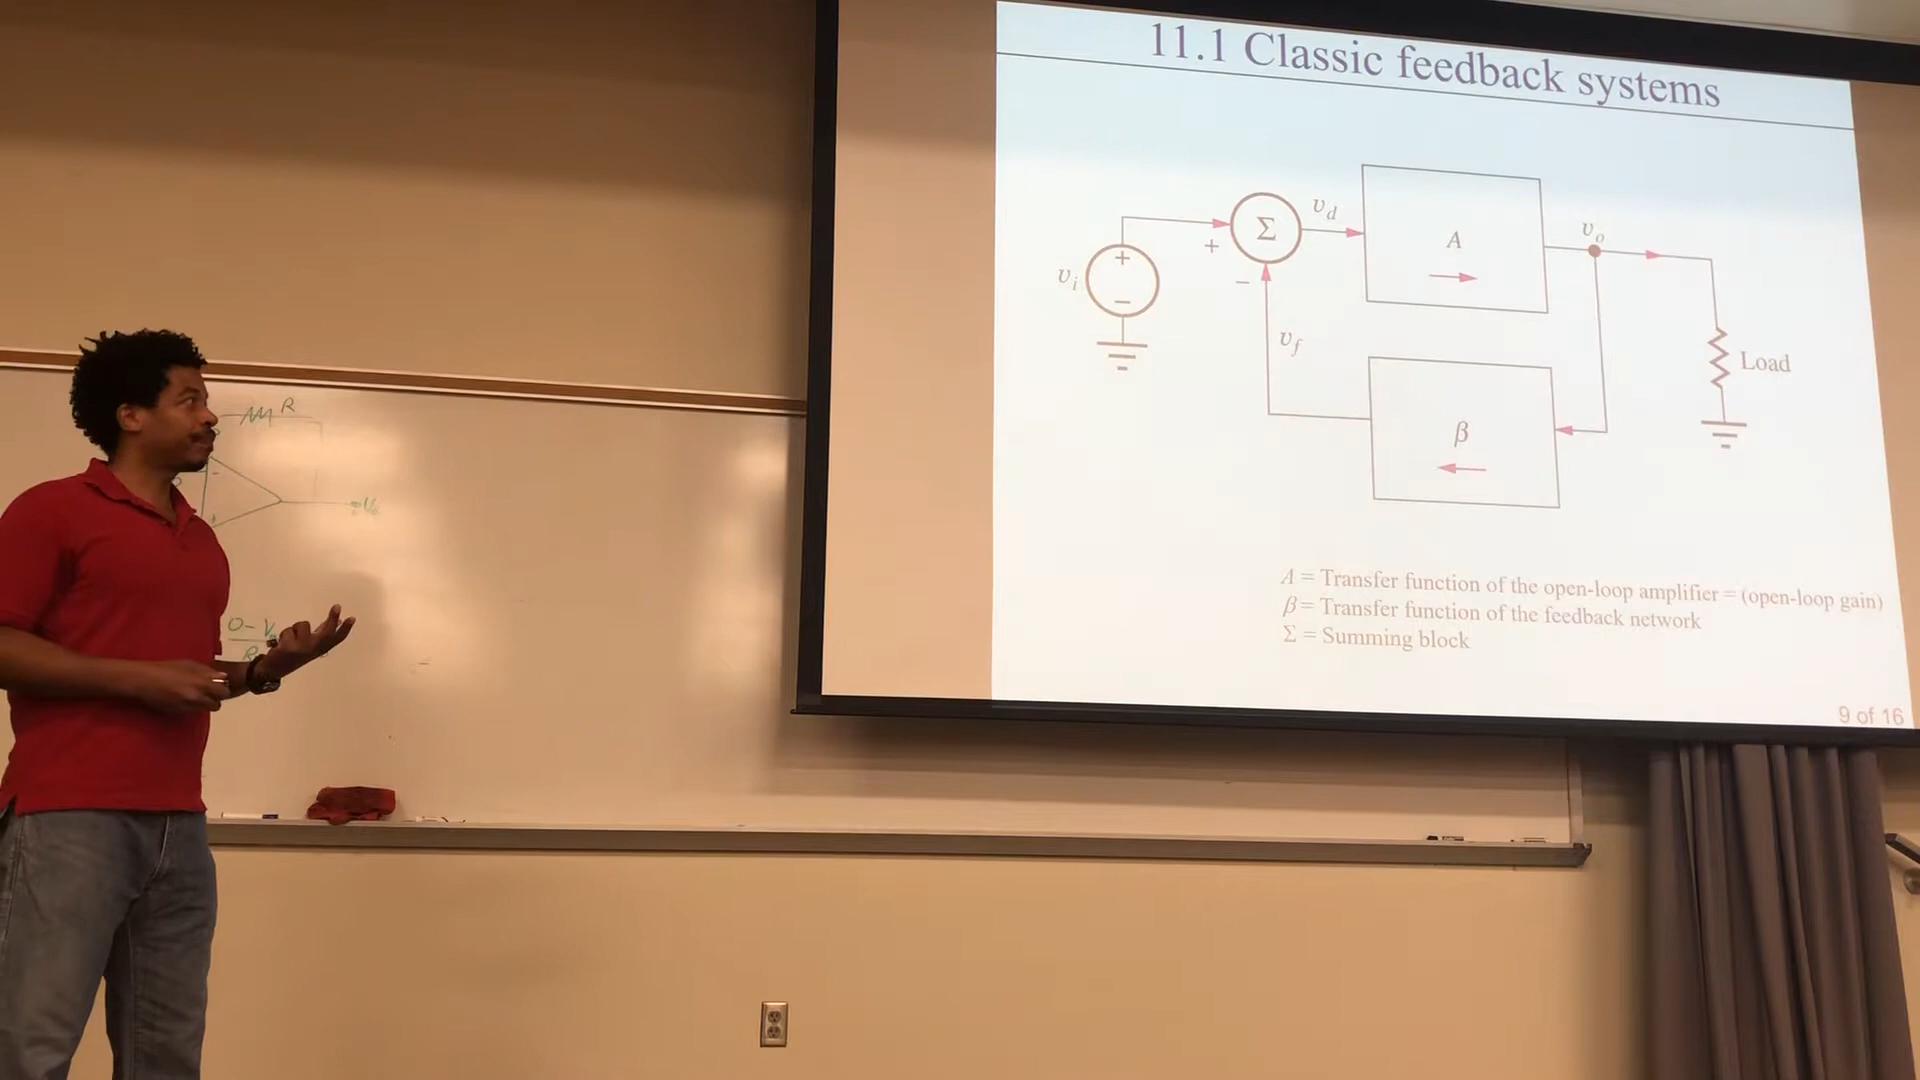 11.1 Classic feedback systems
v_i
+
−
+
Σ
−
v_d
A
v_o
v_f
β
Load
A = Transfer function of the open-loop amplifier = (open-loop gain)
β = Transfer function of the feedback network
Σ = Summing block
9 of 16
R
-
+
0 - V
R